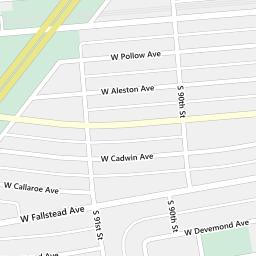 W Pollow Ave
W Aleston Ave
S 90th St
W Cadwin Ave
W Callaroe Ave
W Fallstead Ave
S 91st St
S 90th St
W Devemond Ave